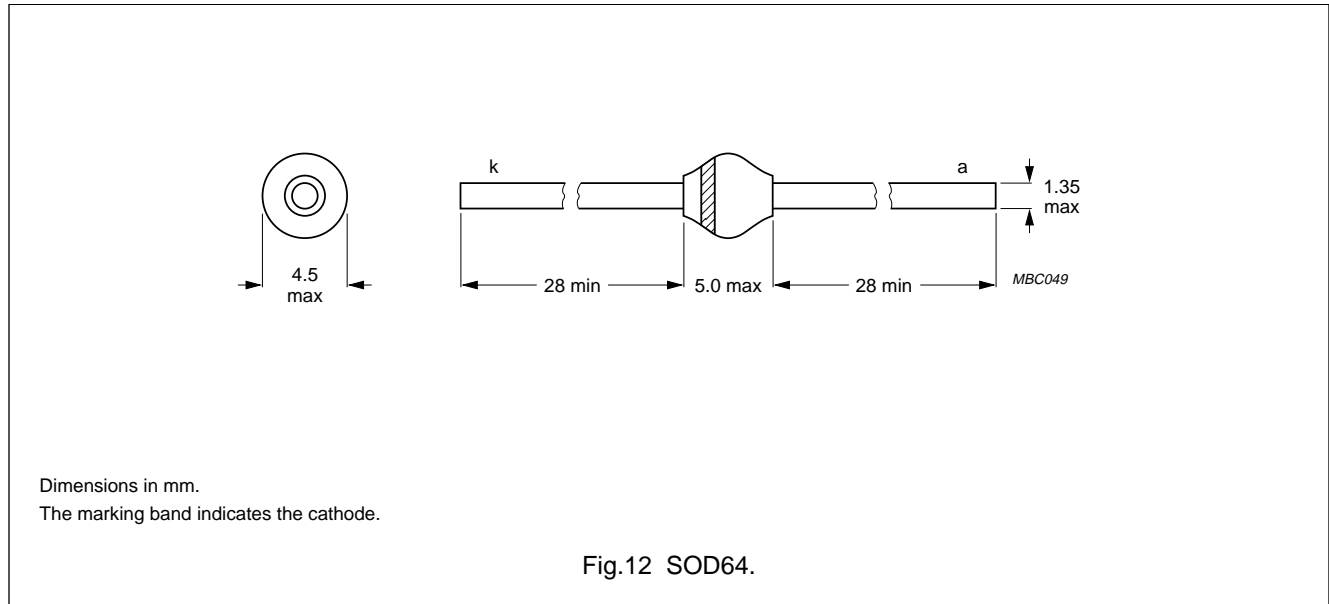 k
a
1.35
max
4.5
max
28 min
5.0 max
28 min
MBC049
Dimensions in mm.
The marking band indicates the cathode.
Fig.12 SOD64.